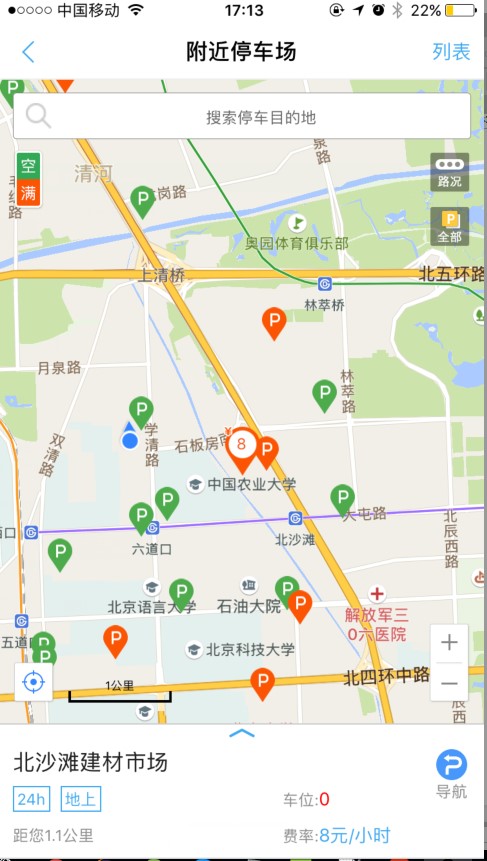 中国移动 17:13 22%
附近停车场 列表
P
搜索停车目的地
泉路
空
满
清河
岗路
路况
P
奥园体育俱乐部
P
全部
上清桥
北五环路
林萃桥
P
月泉路
林萃路
P
P
学清路
双清路
石板房
¥
8
P
中国农业大学
P
P
P
大屯路
北辰西路
北沙滩
六道口
P
北京语言大学
P
石油大院
P
P
解放军三
0六医院
五道口
P
北京科技大学
P
P
北四环中路
1公里
P
+
−
北沙滩建材市场
24h 地上 车位:0
导航
距您1.1公里 费率:8元/小时